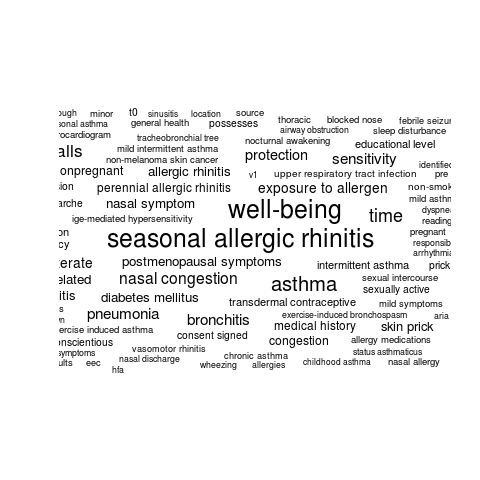 ough minor t0 sinusitis location source thoracic blocked nose febrile seizur
sonal asthma general health possesses airway obstruction sleep disturbance
rocardiogram tracheobronchial tree nocturnal awakening educational level
alls mild intermittent asthma protection sensitivity
non-melanoma skin cancer identified
onpregnant allergic rhinitis v1 upper respiratory tract infection pre
sion perennial allergic rhinitis exposure to allergen non-smok
arche nasal symptom well-being time mild asthm
dyspne
ige-mediated hypersensitivity reading
on seasonal allergic rhinitis pregnant
cy responsib
arrhythmia
erate postmenopausal symptoms intermittent asthma prick
elated nasal congestion asthma sexual intercourse
itis diabetes mellitus sexually active
transdermal contraceptive mild symptoms
pneumonia bronchitis exercise-induced bronchospasm aria
ercise induced asthma medical history skin prick
onscientious consent signed congestion allergy medications
symptoms vasomotor rhinitis chronic asthma status asthmaticus
ults eec nasal discharge wheezing allergies childhood asthma nasal allergy
hfa